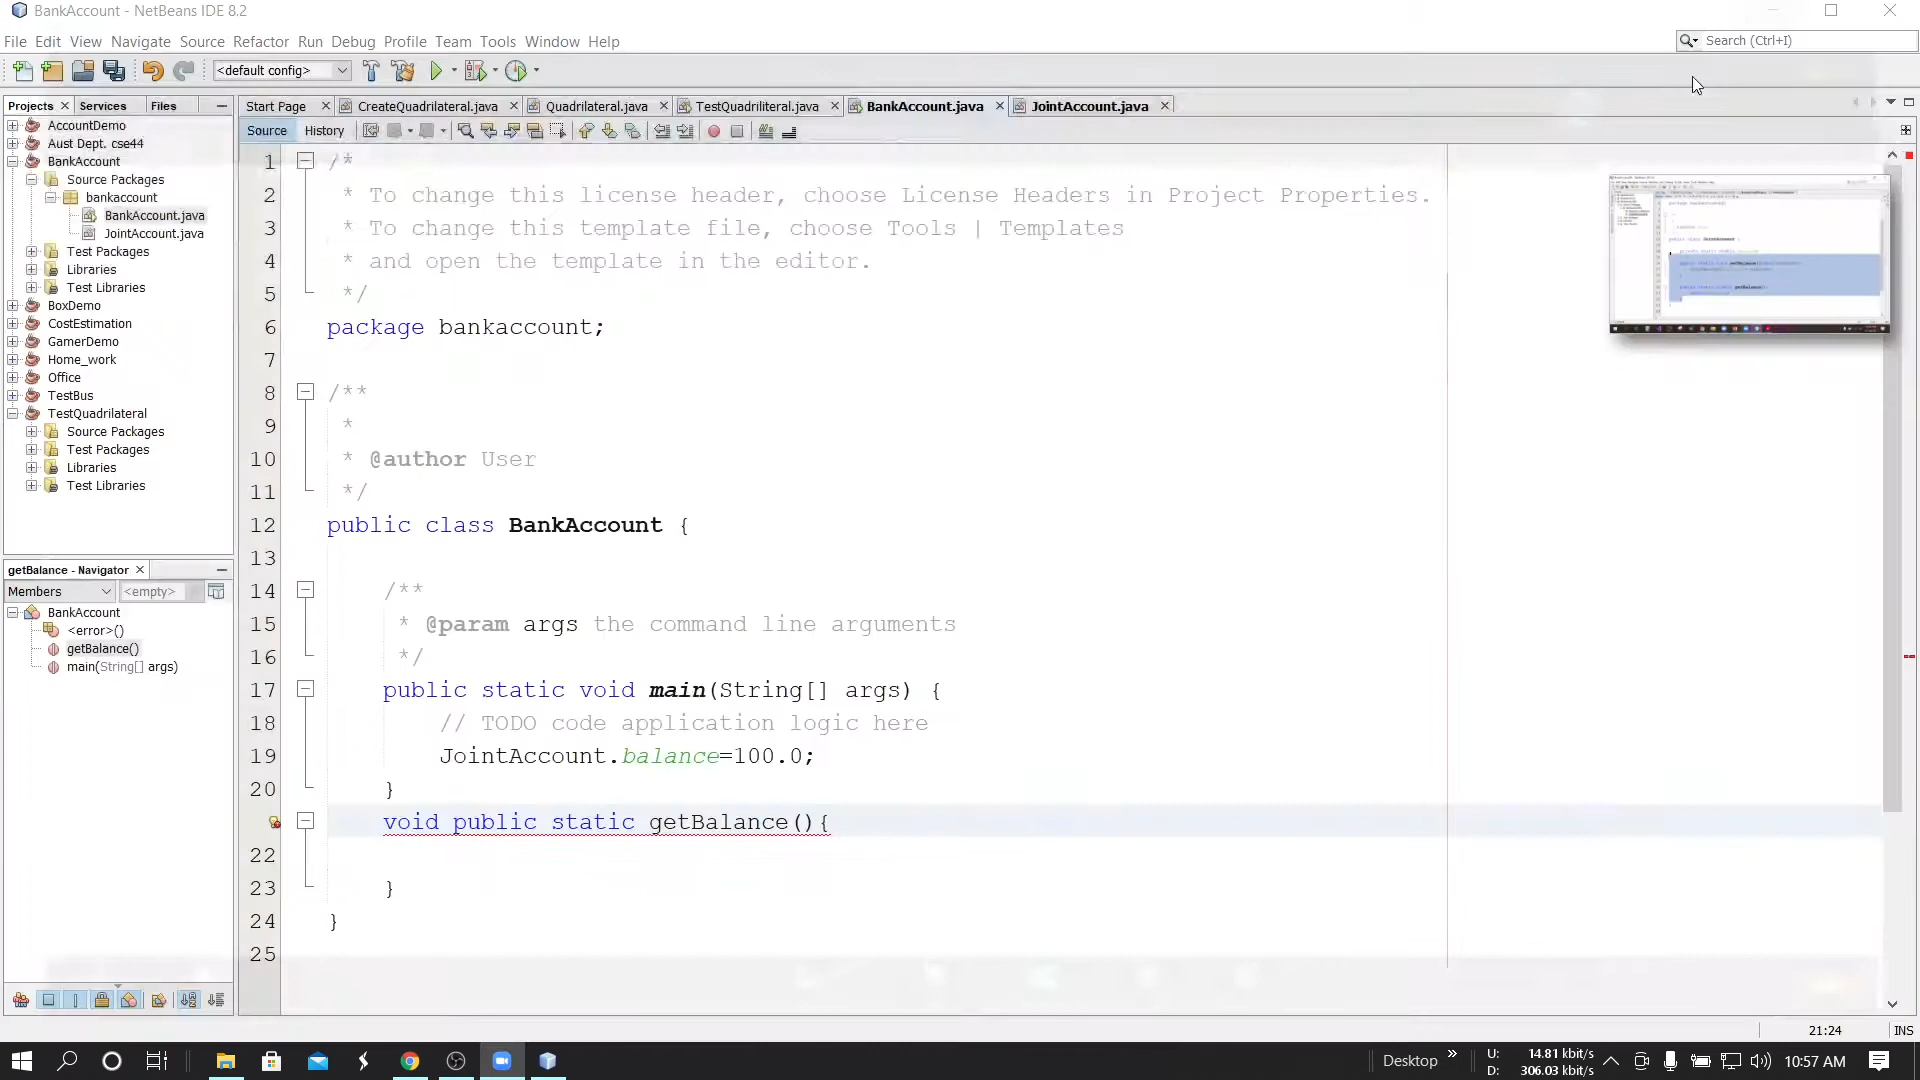 BankAccount - NetBeans IDE 8.2
File Edit View Navigate Source Refactor Run Debug Profile Team Tools Window Help
Search (Ctrl+I)
<default config>
Projects Services Files
Start Page CreateQuadrilateral.java Quadrilateral.java TestQuadriliteral.java BankAccount.java JointAccount.java
Source History
AccountDemo
Aust Dept. cse44
BankAccount
Source Packages
bankaccount
BankAccount.java
JointAccount.java
Test Packages
Libraries
Test Libraries
BoxDemo
CostEstimation
GamerDemo
Home_work
Office
TestBus
TestQuadrilateral
Source Packages
Test Packages
Libraries
Test Libraries
getBalance - Navigator
Members <empty>
BankAccount
<error>()
getBalance()
main(String[] args)
1 /*
2 * To change this license header, choose License Headers in Project Properties.
3 * To change this template file, choose Tools | Templates
4 * and open the template in the editor.
5 */
6 package bankaccount;
7
8 /**
9 *
10 * @author User
11 */
12 public class BankAccount {
13
14 /**
15 * @param args the command line arguments
16 */
17 public static void main(String[] args) {
18 // TODO code application logic here
19 JointAccount.balance=100.0;
20 }
void public static getBalance(){
22
23 }
24 }
25
21:24 INS
Desktop » U: 14.81 kbit/s
D: 306.03 kbit/s
10:57 AM